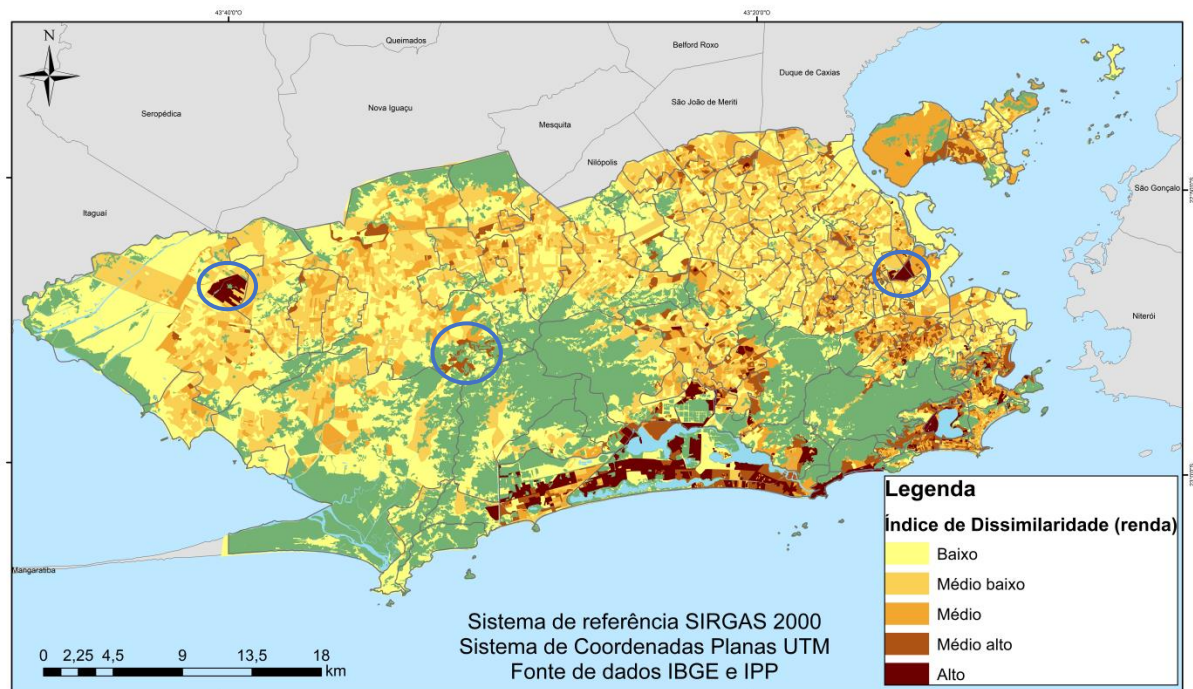 43°40'0"O
43°20'0"O
N
Queimados
Belford Roxo
Duque de Caxias
Seropédica
Nova Iguaçu
São João de Meriti
Mesquita
Nilópolis
São Gonçalo
Itaguaí
Niterói
Mangaratiba
Legenda
Índice de Dissimilaridade (renda)
Baixo
Médio baixo
Médio
Médio alto
Alto
Sistema de referência SIRGAS 2000
Sistema de Coordenadas Planas UTM
Fonte de dados IBGE e IPP
0 2,25 4,5 9 13,5 18
km